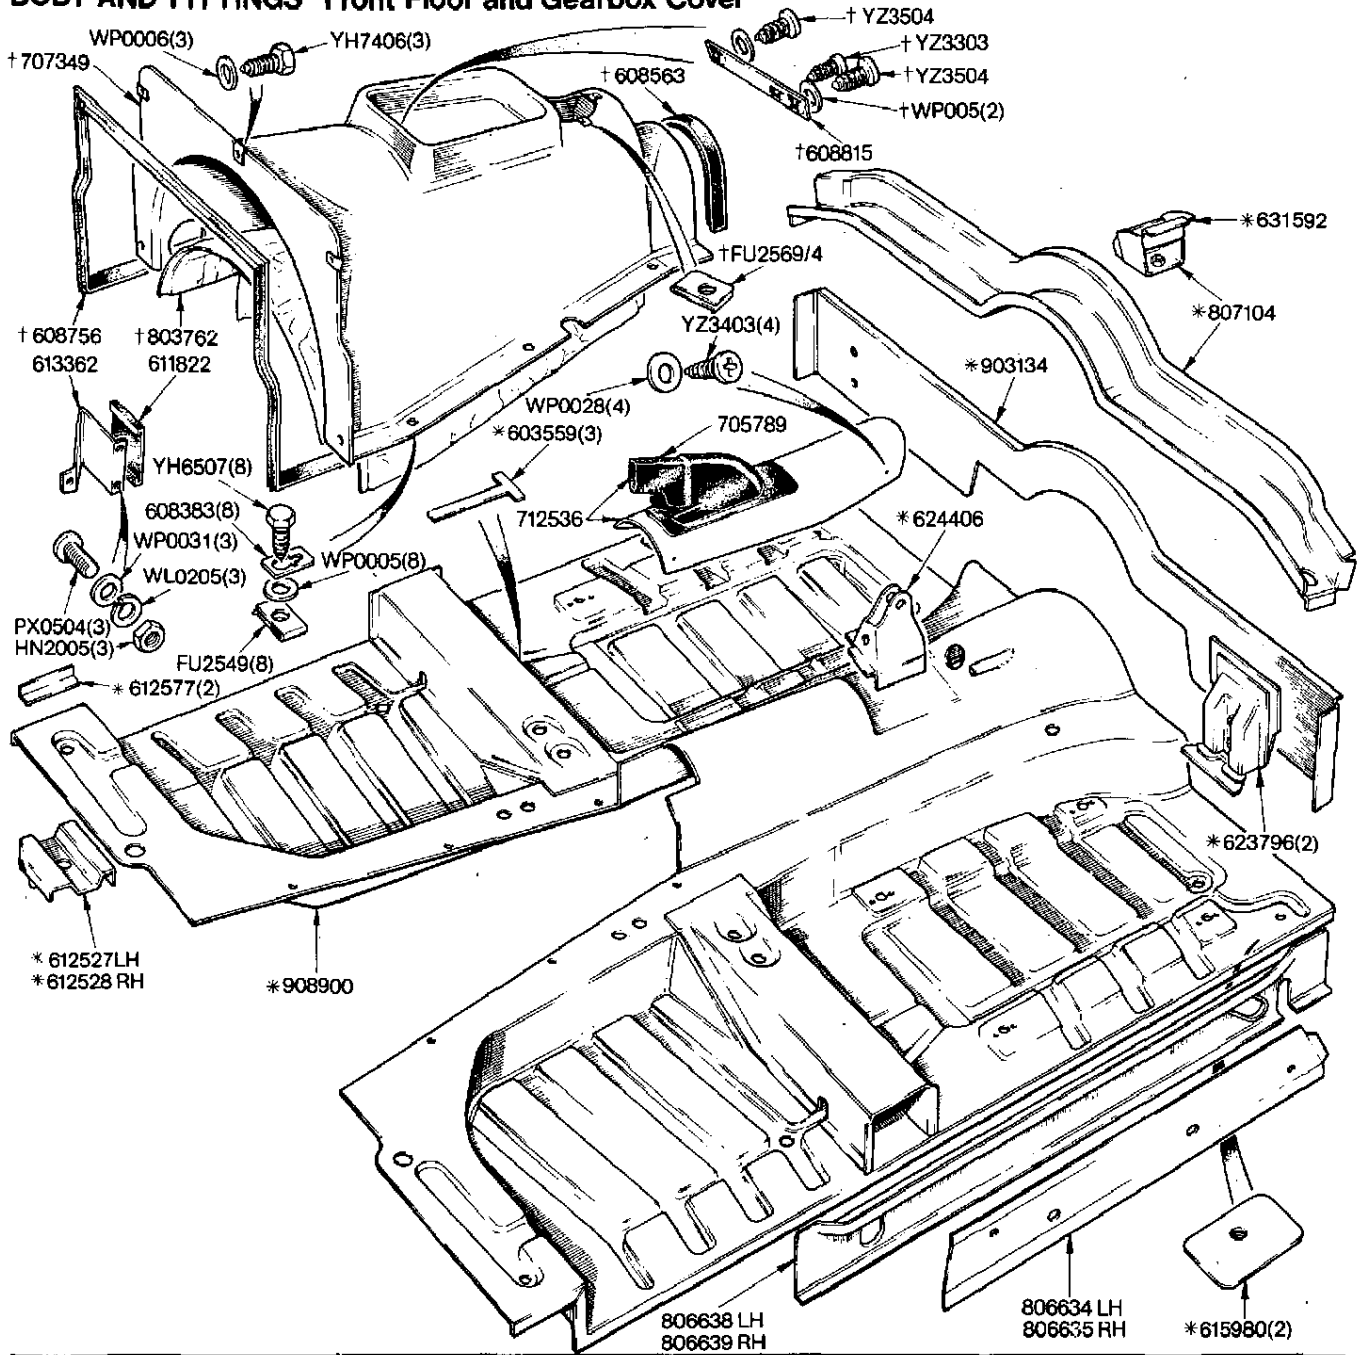 BODY AND FITTINGS Front Floor and Gearbox Cover
† YZ3504
WP0006(3)
YH7406(3)
† YZ3303
† 707349
† 608563
† YZ3504
† WP005(2)
† 608815
* 631592
† FU2569/4
* 807104
YZ3403(4)
† 608756
613362
† 803762
611822
* 903134
WP0028(4)
* 603559(3)
705789
YH6507(8)
608383(8)
712536
* 624406
WP0031(3)
WP0005(8)
WL0205(3)
PX0504(3)
HN2005(3)
FU2549(8)
* 612577(2)
* 623796(2)
* 612527 LH
* 612528 RH
* 908900
806638 LH
806639 RH
806634 LH
806635 RH
* 615980(2)